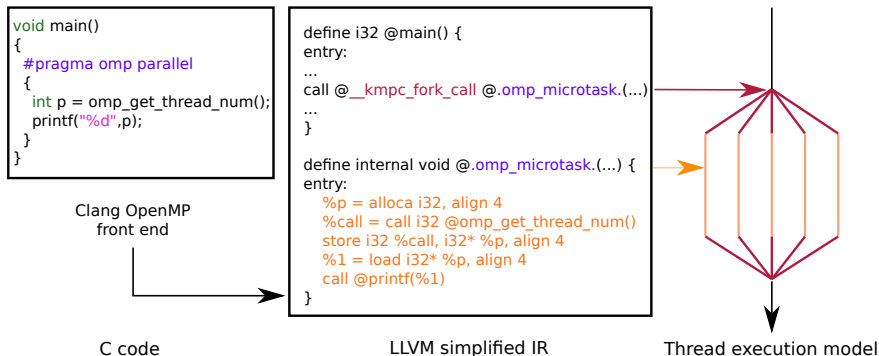 void main()
{
#pragma omp parallel
{
int p = omp_get_thread_num();
printf("%d",p);
}
}
Clang OpenMP
front end
C code
define i32 @main() {
entry:
...
call @__kmpc_fork_call @.omp_microtask.(...)
...
}
define internal void @.omp_microtask.(...) {
entry:
%p = alloca i32, align 4
%call = call i32 @omp_get_thread_num()
store i32 %call, i32* %p, align 4
%1 = load i32* %p, align 4
call @printf(%1)
}
LLVM simplified IR
Thread execution model